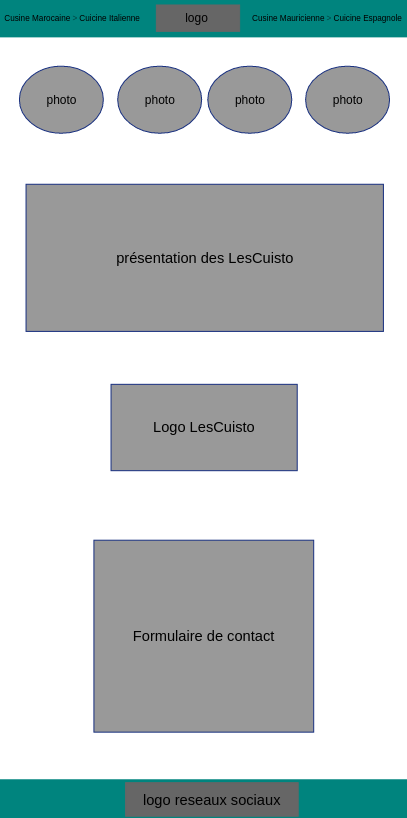 Cusine Marocaine > Cuicine Italienne
logo
Cusine Mauricienne > Cuicine Espagnole
photo
photo
photo
photo
présentation des LesCuisto
Logo LesCuisto
Formulaire de contact
logo reseaux sociaux